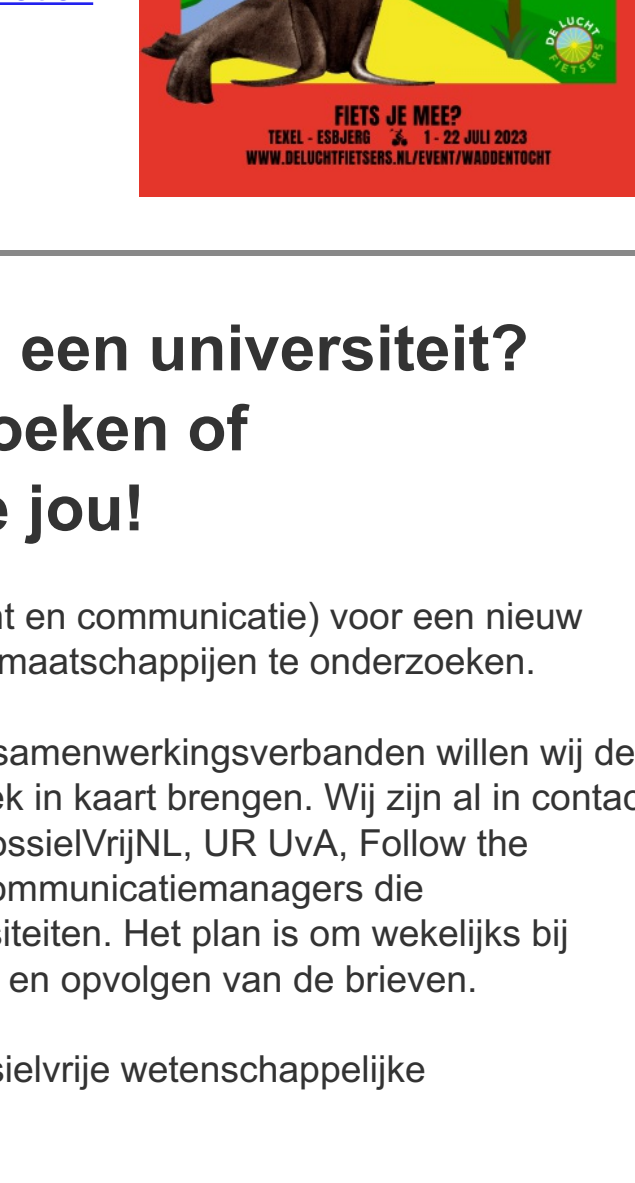 DE LUCHT
FIETSERS
FIETS JE MEE?
TEXEL - ESBJERG 1 - 22 JULI 2023
WWW.DELUCHTFIETSERS.NL/EVENT/WADDENTOCHT
een universiteit?
oeken of
e jou!
nt en communicatie) voor een nieuw
maatschappijen te onderzoeken.
samenwerkingsverbanden willen wij de
ek in kaart brengen. Wij zijn al in contac
ossielVrijNL, UR UvA, Follow the
ommunicatiemanagers die
siteiten. Het plan is om wekelijks bij
en opvolgen van de brieven.
sielvrije wetenschappelijke